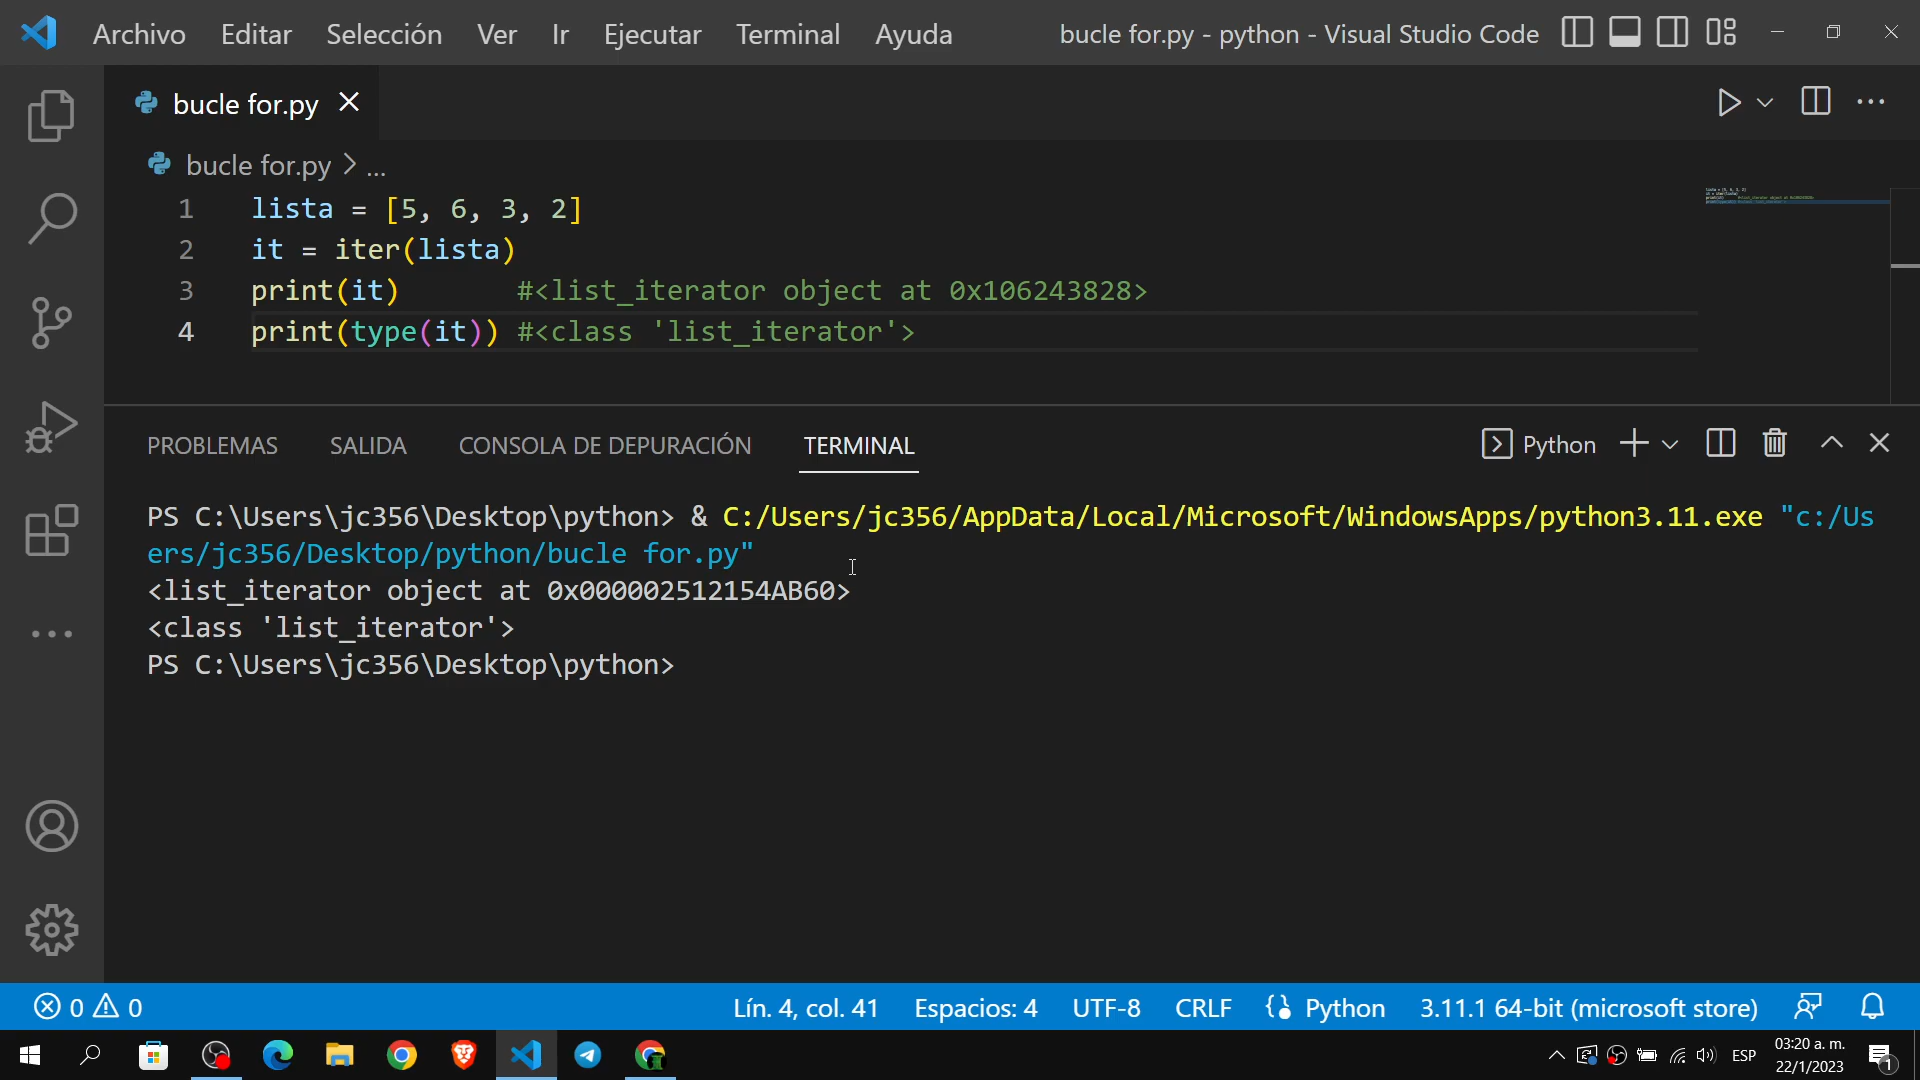 Archivo Editar Selección Ver Ir Ejecutar Terminal Ayuda bucle for.py - python - Visual Studio Code
bucle for.py
bucle for.py > ...
1 lista = [5, 6, 3, 2]
2 it = iter(lista)
3 print(it) #<list_iterator object at 0x106243828>
4 print(type(it)) #<class 'list_iterator'>
PROBLEMAS SALIDA CONSOLA DE DEPURACIÓN TERMINAL Python
PS C:\Users\jc356\Desktop\python> & C:/Users/jc356/AppData/Local/Microsoft/WindowsApps/python3.11.exe "c:/Us
ers/jc356/Desktop/python/bucle for.py"
<list_iterator object at 0x000002512154AB60>
<class 'list_iterator'>
PS C:\Users\jc356\Desktop\python>
0 0 Lín. 4, col. 41 Espacios: 4 UTF-8 CRLF Python 3.11.1 64-bit (microsoft store)
ESP 03:20 a. m.
22/1/2023 1